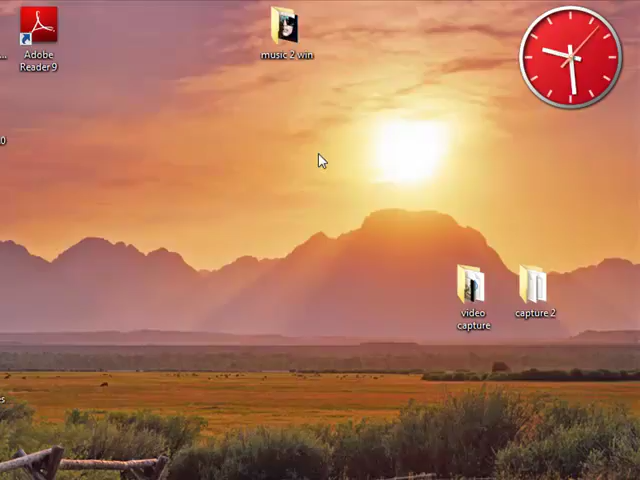 Adobe
Reader 9
music 2 win
video
capture
capture 2